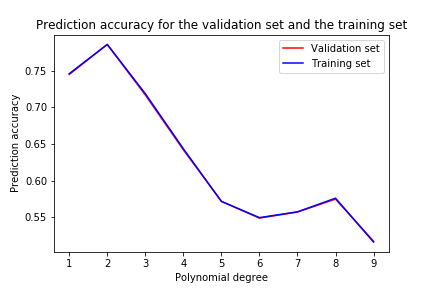 Prediction accuracy for the validation set and the training set
Validation set
Training set
Prediction accuracy
0.75
0.70
0.65
0.60
0.55
1 2 3 4 5 6 7 8 9
Polynomial degree